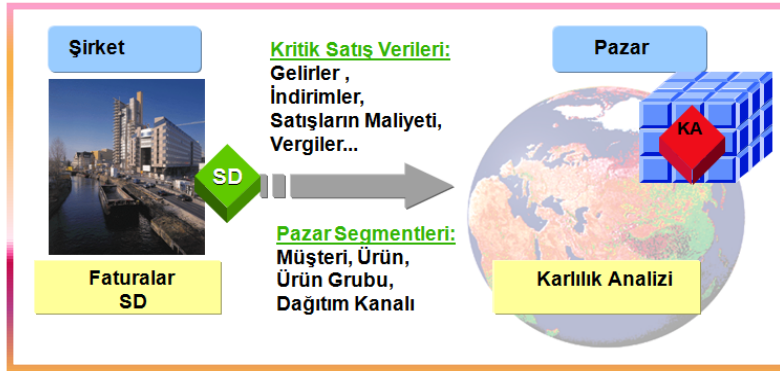 Şirket
Kritik Satış Verileri:
Gelirler ,
İndirimler,
Satışların Maliyeti,
Vergiler...
Pazar
KA
SD
Pazar Segmentleri:
Müşteri, Ürün,
Ürün Grubu,
Dağıtım Kanalı
Faturalar
SD
Karlılık Analizi